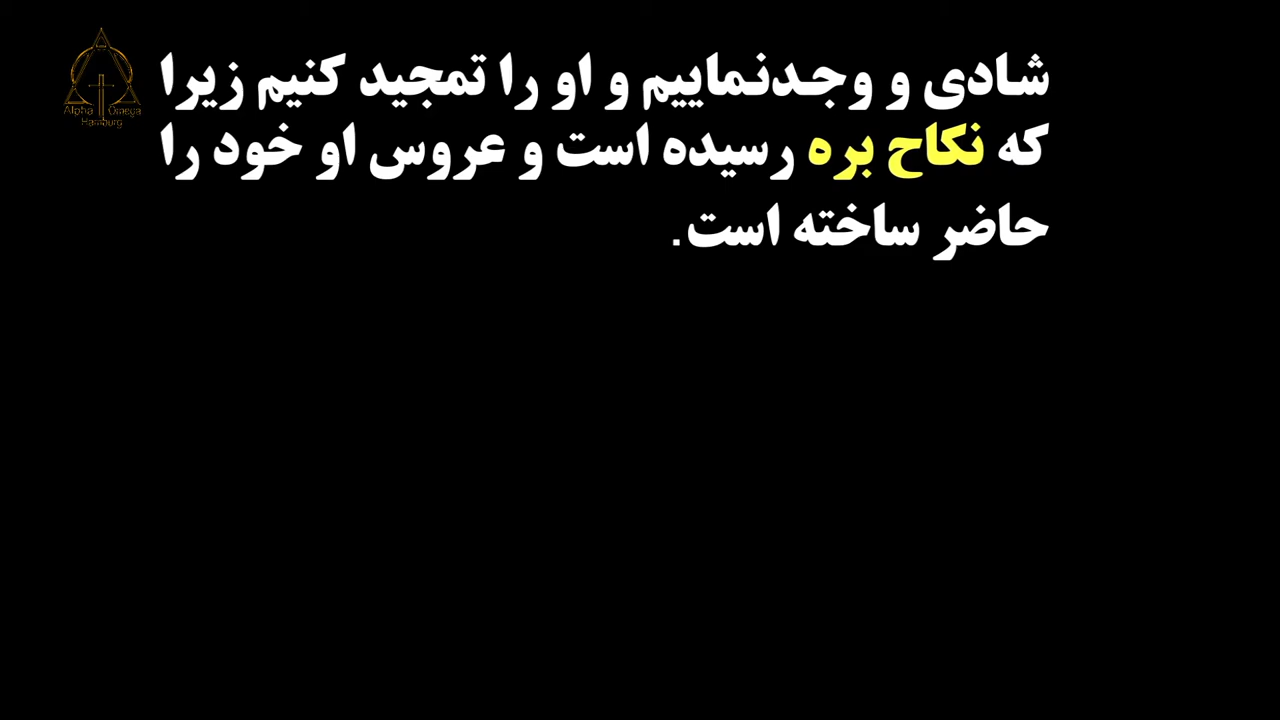 شادی و وجدنماییم و او را تمجید کنیم زیرا
که نکاح بره رسیده است و عروس او خود را
حاضر ساخته است.
Alpha Omega
Hamburg